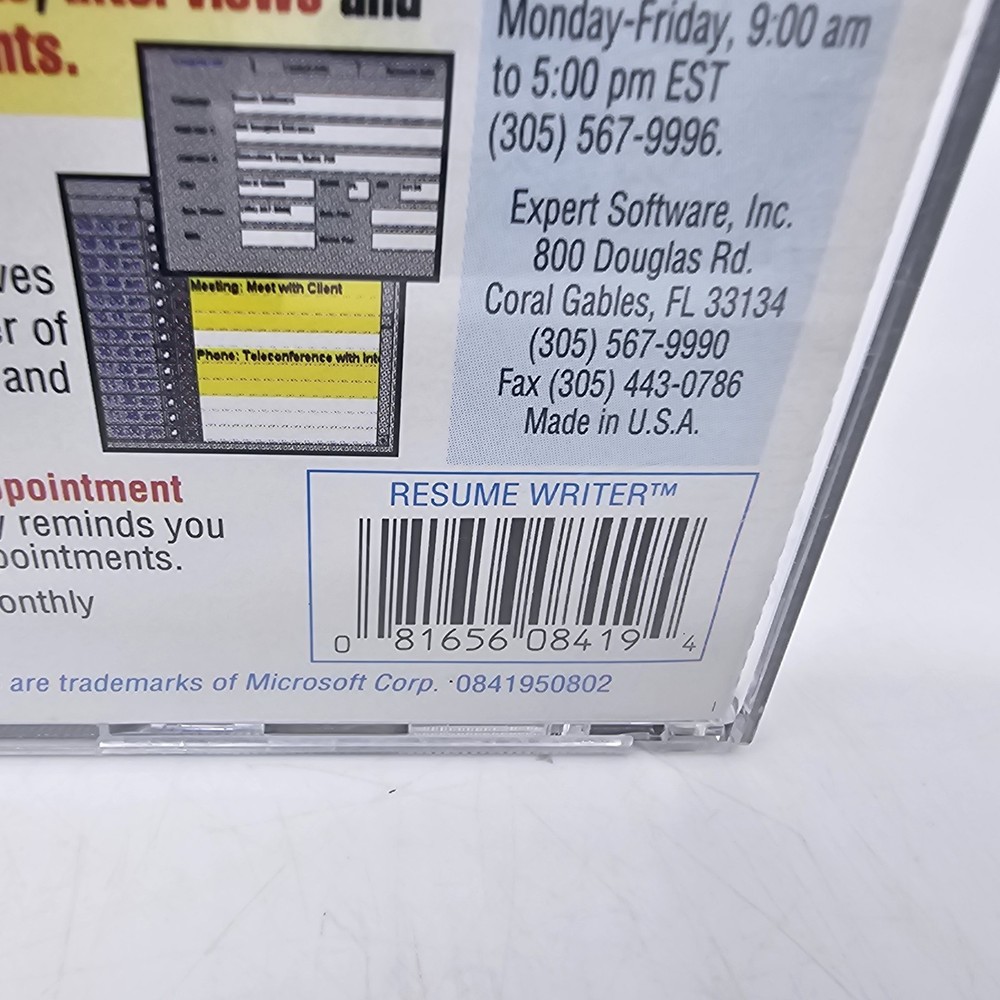 and
nts.
Monday-Friday, 9:00 am
to 5:00 pm EST
(305) 567-9996.
Expert Software, Inc.
800 Douglas Rd.
Coral Gables, FL 33134
(305) 567-9990
Fax (305) 443-0786
Made in U.S.A.
Meeting: Meet with Client
Phone: Teleconference with Int
ves
er of
and
ppointment
y reminds you
pointments.
onthly
RESUME WRITER™
0 81656 08419 4
are trademarks of Microsoft Corp. 0841950802